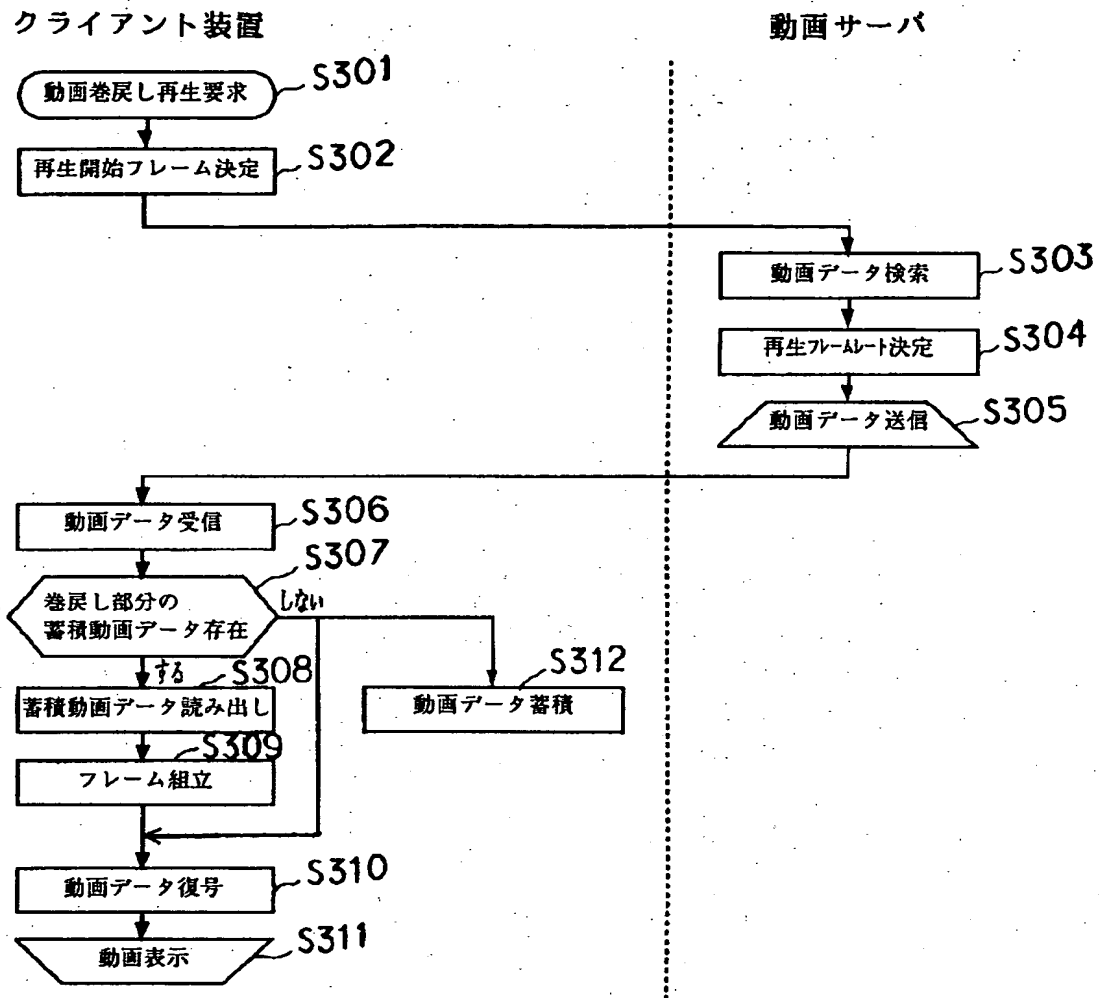 クライアント装置
動画サーバ
動画巻戻し再生要求
S301
再生開始フレーム決定
S302
動画データ検索
S303
再生フレームレート決定
S304
動画データ送信
S305
動画データ受信
S306
S307
巻戻し部分の
蓄積動画データ存在
しない
する
S308
蓄積動画データ読み出し
S312
動画データ蓄積
S309
フレーム組立
動画データ復号
S310
動画表示
S311